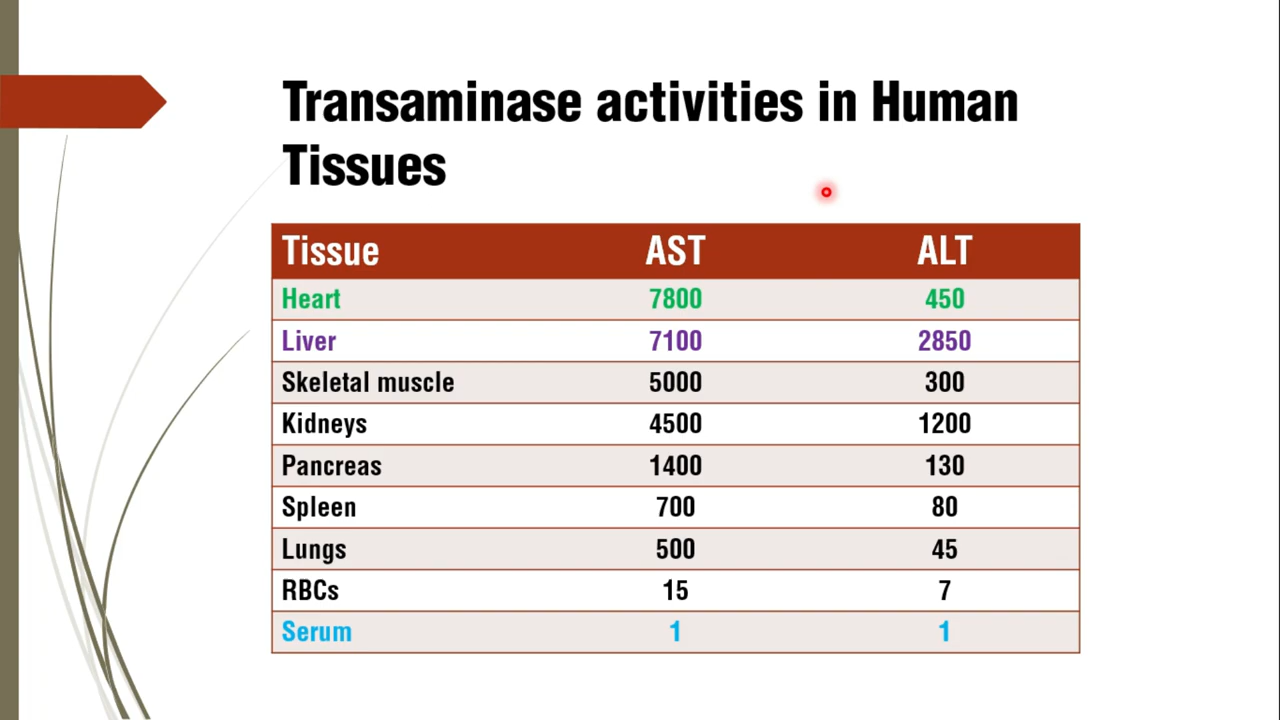 Transaminase activities in Human
Tissues
Tissue AST ALT
Heart 7800 450
Liver 7100 2850
Skeletal muscle 5000 300
Kidneys 4500 1200
Pancreas 1400 130
Spleen 700 80
Lungs 500 45
RBCs 15 7
Serum 1 1